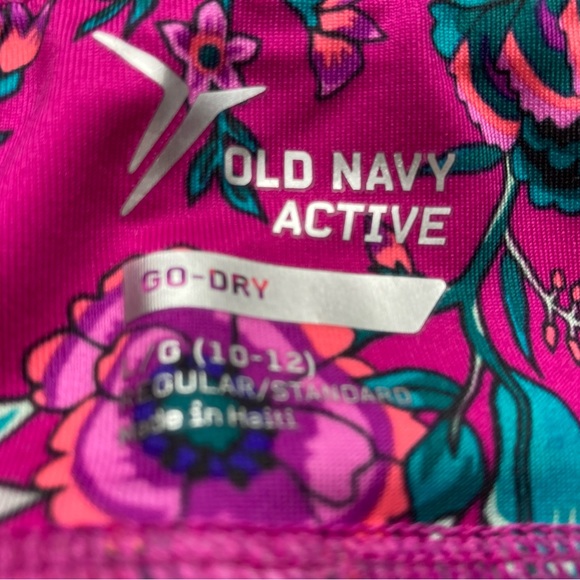 OLD NAVY
ACTIVE
GO-DRY
L/G (10-12)
REGULAR/STANDARD
Made in Haiti